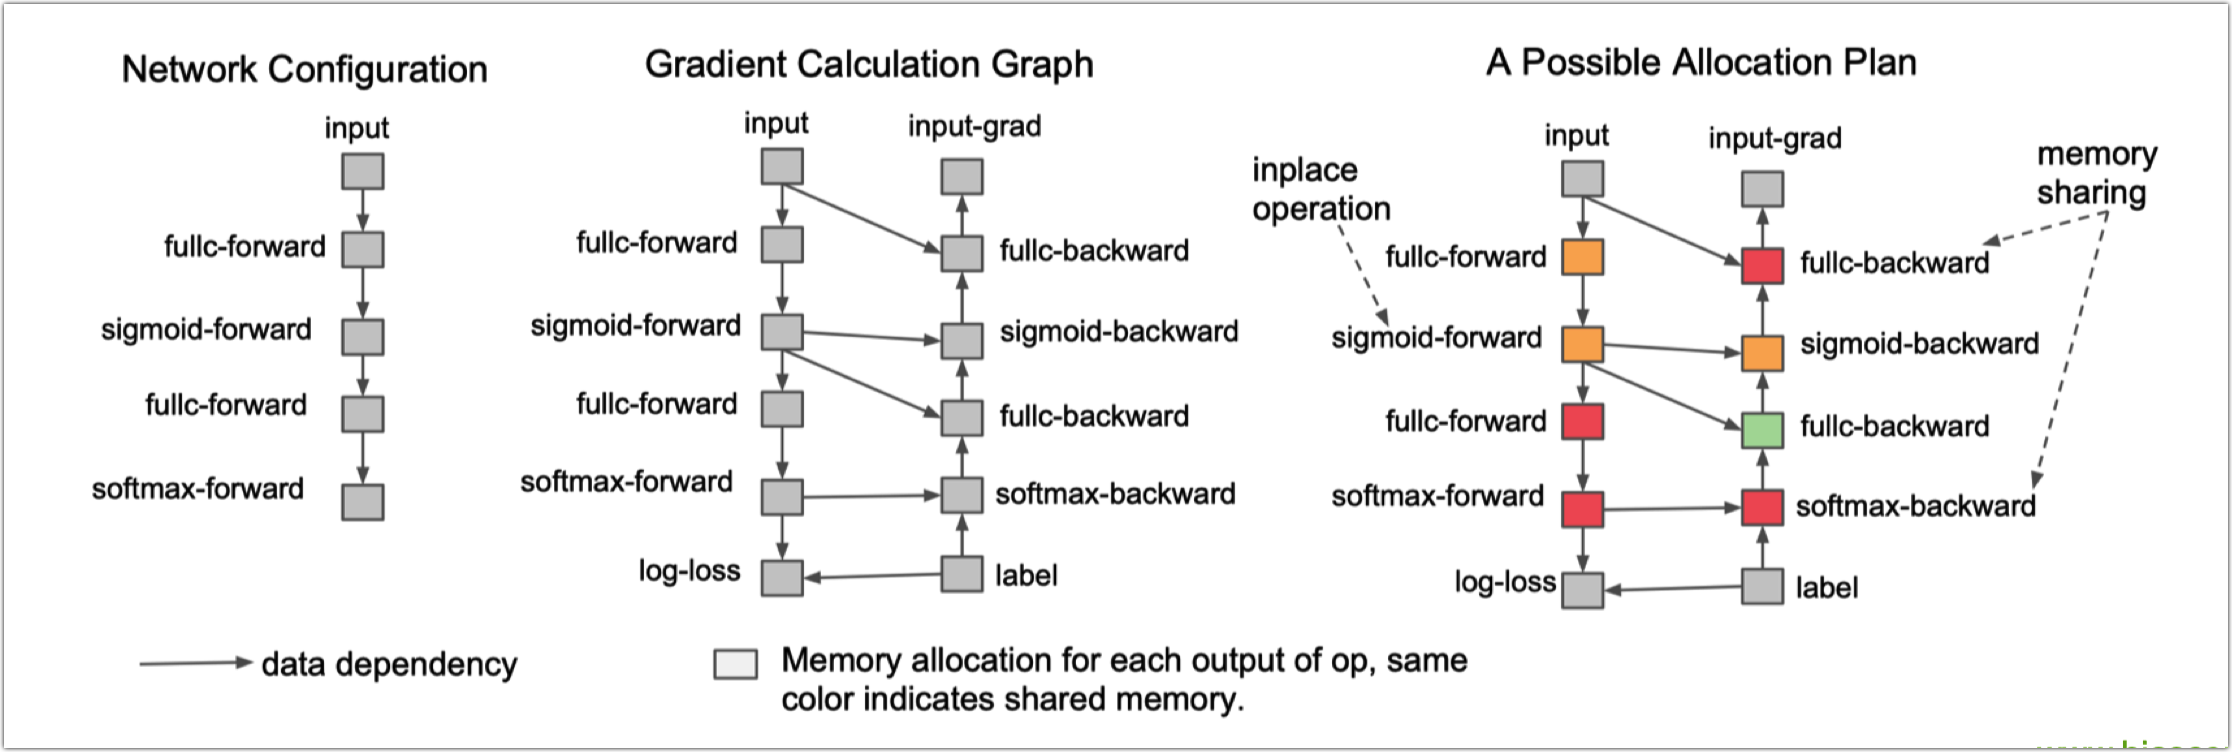 Network Configuration
input
fullc-forward
sigmoid-forward
fullc-forward
softmax-forward
Gradient Calculation Graph
input
input-grad
fullc-forward
fullc-backward
sigmoid-forward
sigmoid-backward
fullc-forward
fullc-backward
softmax-forward
softmax-backward
log-loss
label
A Possible Allocation Plan
input
input-grad
inplace
operation
memory
sharing
fullc-forward
fullc-backward
sigmoid-forward
sigmoid-backward
fullc-forward
fullc-backward
softmax-forward
softmax-backward
log-loss
label
data dependency
Memory allocation for each output of op, same
color indicates shared memory.